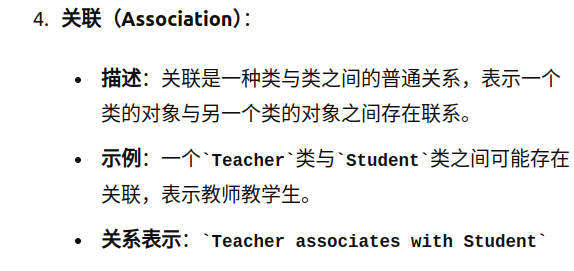 4. 关联（Association）：
• 描述：关联是一种类与类之间的普通关系，表示一个
类的对象与另一个类的对象之间存在联系。
• 示例：一个`Teacher`类与`Student`类之间可能存在
关联，表示教师教学生。
• 关系表示：`Teacher associates with Student`